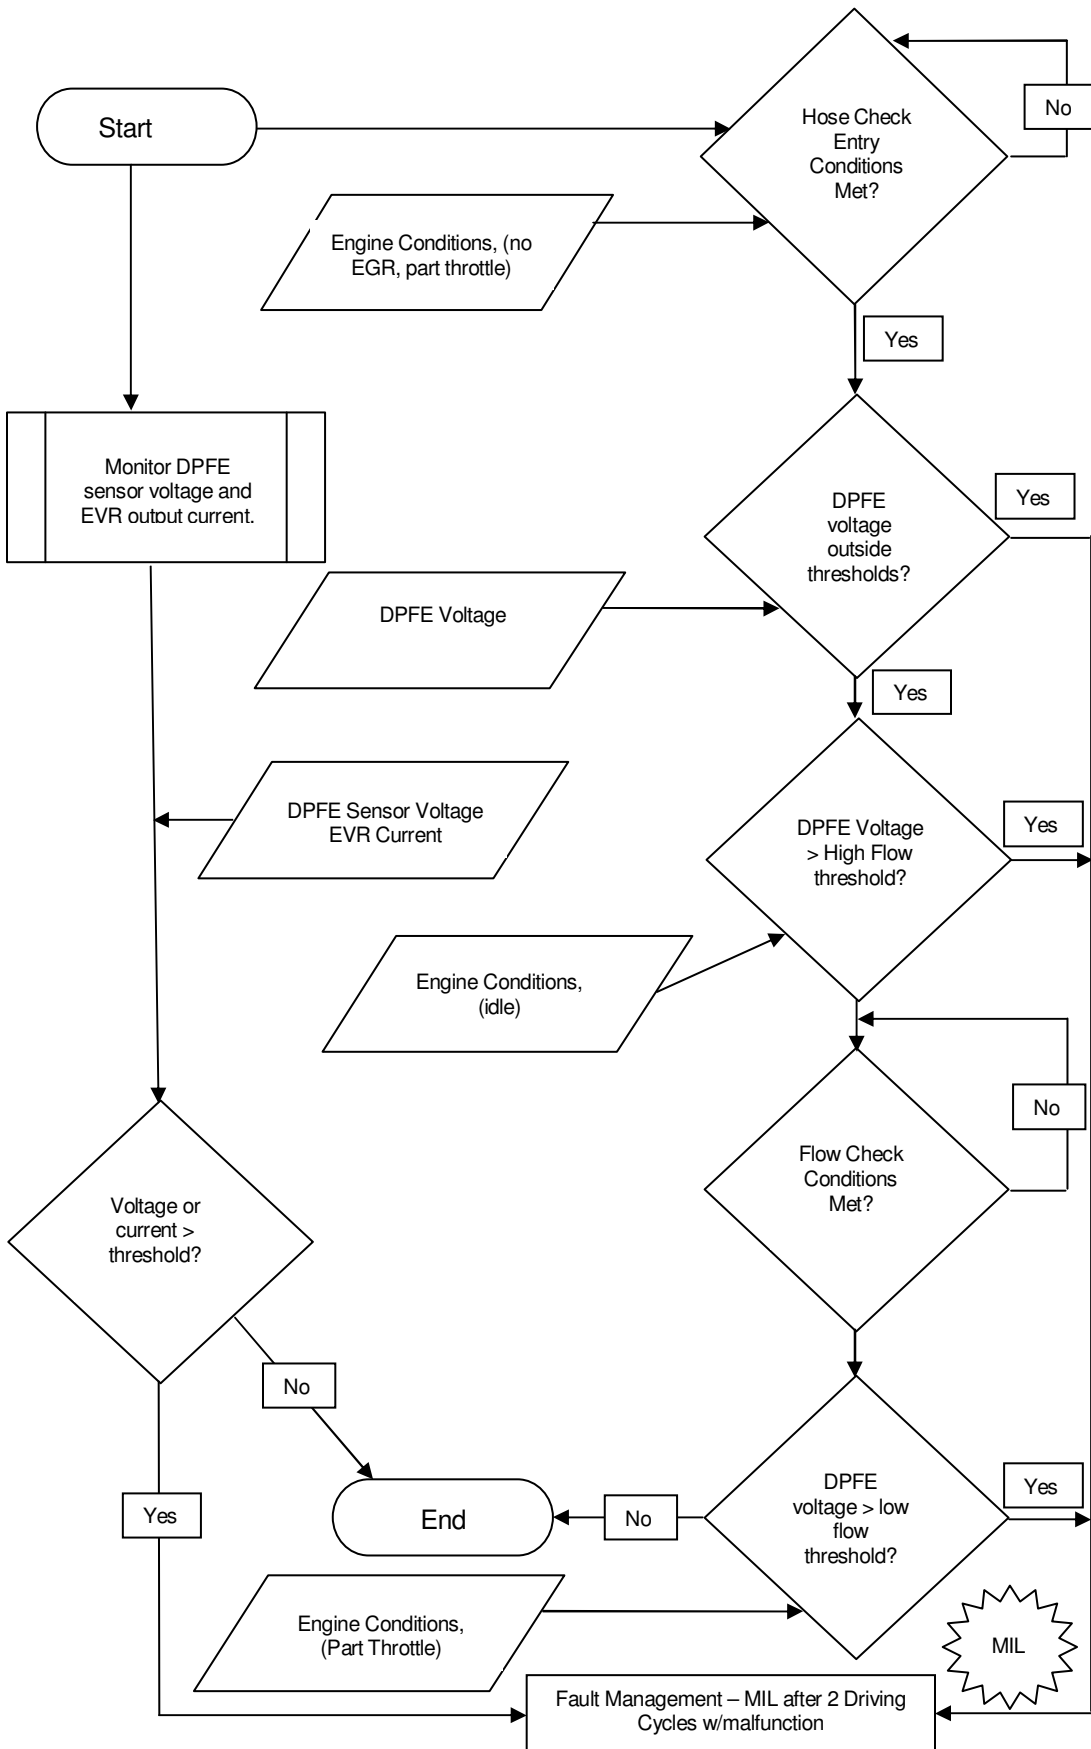 Start
Hose Check
Entry
Conditions
Met?
No
Engine Conditions, (no
EGR, part throttle)
Yes
Monitor DPFE
sensor voltage and
EVR output current.
DPFE
voltage
outside
thresholds?
Yes
DPFE Voltage
Yes
DPFE Sensor Voltage
EVR Current
DPFE Voltage
> High Flow
threshold?
Yes
Engine Conditions,
(idle)
No
Flow Check
Conditions
Met?
Voltage or
current >
threshold?
No
Yes
End
No
DPFE
voltage > low
flow
threshold?
Yes
Engine Conditions,
(Part Throttle)
MIL
Fault Management – MIL after 2 Driving
Cycles w/malfunction